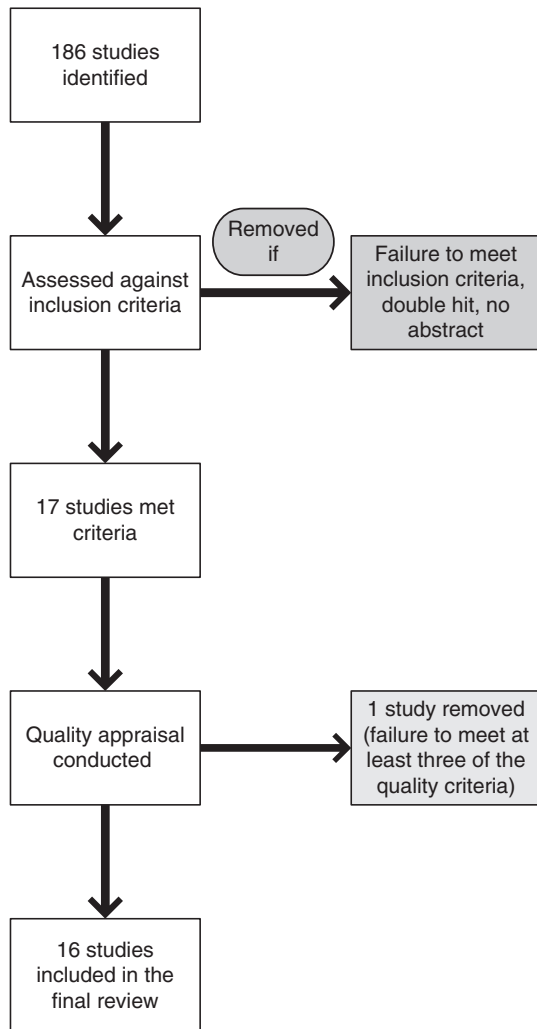 186 studies
identified
Removed
if
Assessed against
inclusion criteria
Failure to meet
inclusion criteria,
double hit, no
abstract
17 studies met
criteria
Quality appraisal
conducted
1 study removed
(failure to meet at
least three of the
quality criteria)
16 studies
included in the
final review